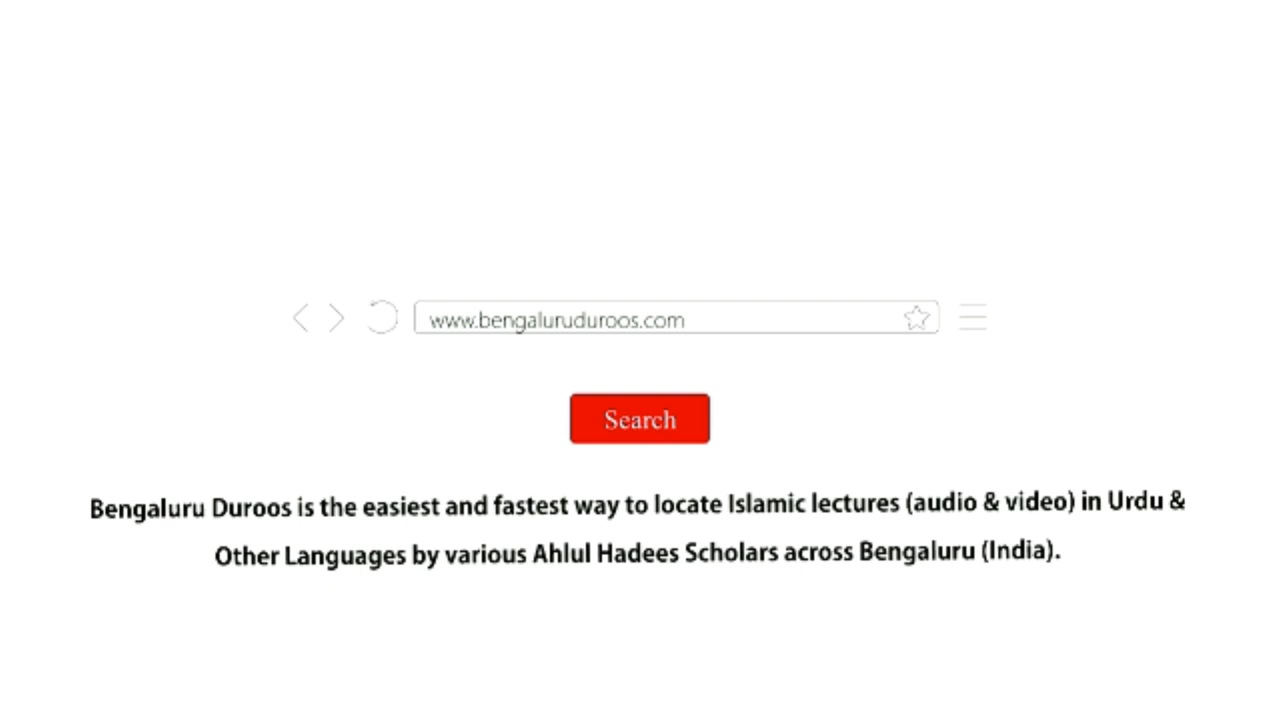 www.bengaluruduroos.com
Search
Bengaluru Duroos is the easiest and fastest way to locate Islamic lectures (audio & video) in Urdu &
Other Languages by various Ahlul Hadees Scholars across Bengaluru (India).